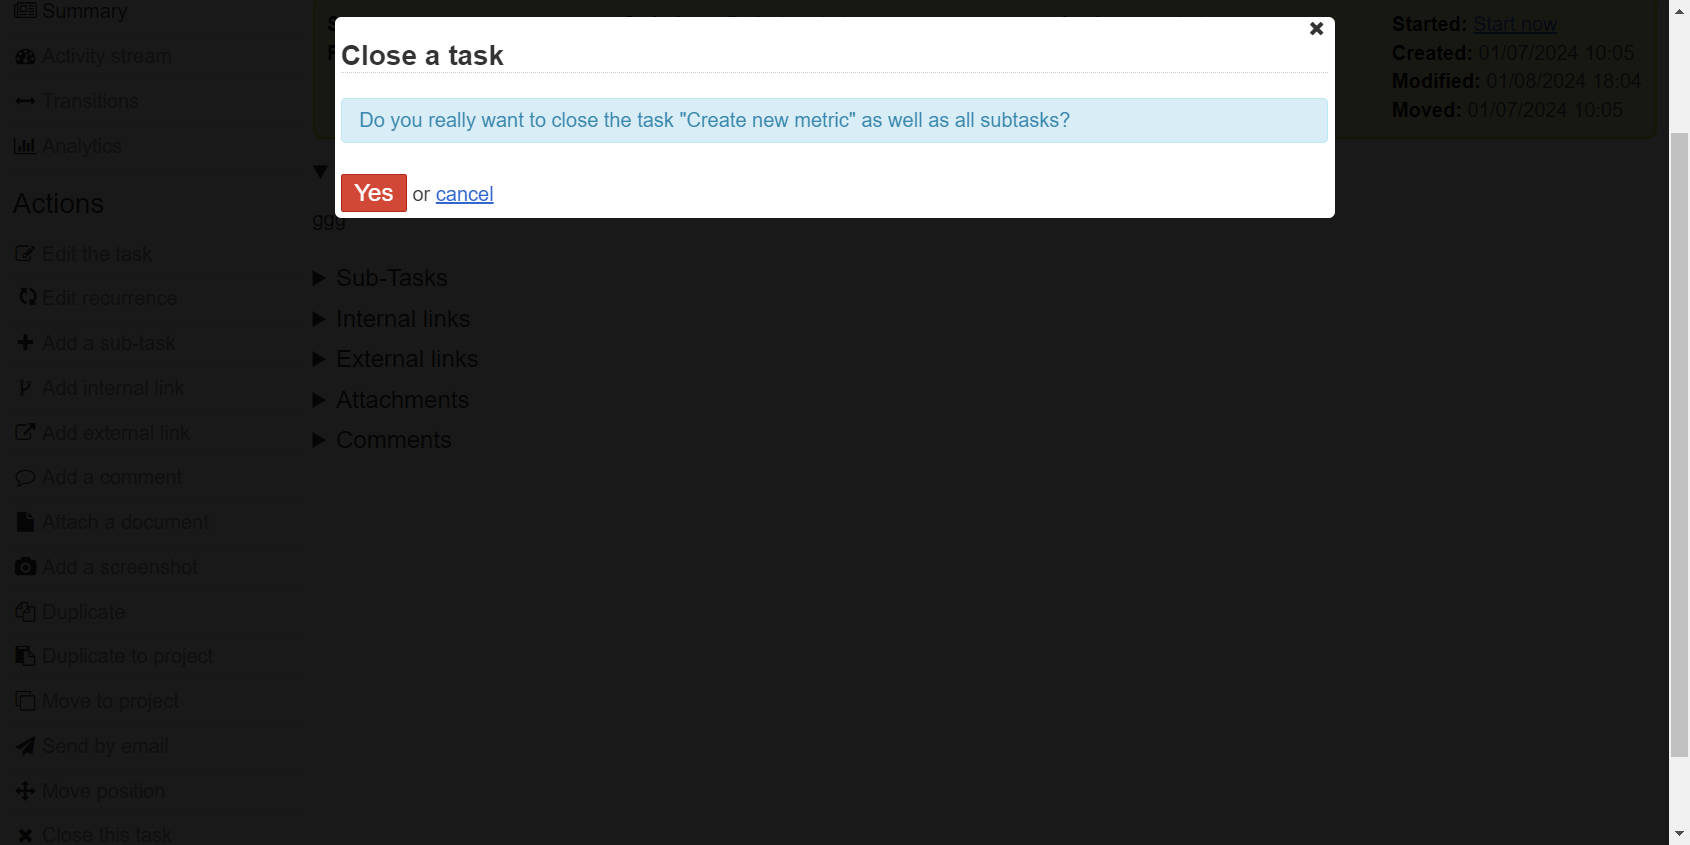 Summary
Activity stream
Transitions
Analytics
Actions
Edit the task
Edit recurrence
Add a sub-task
Add internal link
Add external link
Add a comment
Attach a document
Add a screenshot
Duplicate
Duplicate to project
Move to project
Send by email
Move position
Close this task
Close a task
Do you really want to close the task "Create new metric" as well as all subtasks?
Yes or cancel
Started: Start now
Created: 01/07/2024 10:05
Modified: 01/08/2024 18:04
Moved: 01/07/2024 10:05
ggg
Sub-Tasks
Internal links
External links
Attachments
Comments